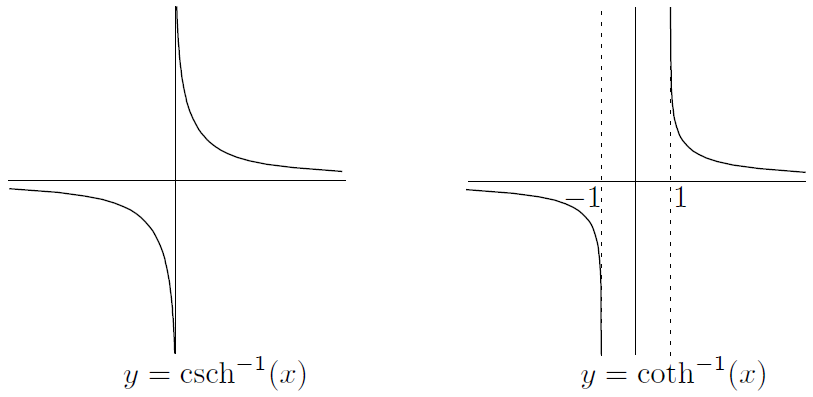 −1
1
y = csch⁻¹(x)
y = coth⁻¹(x)